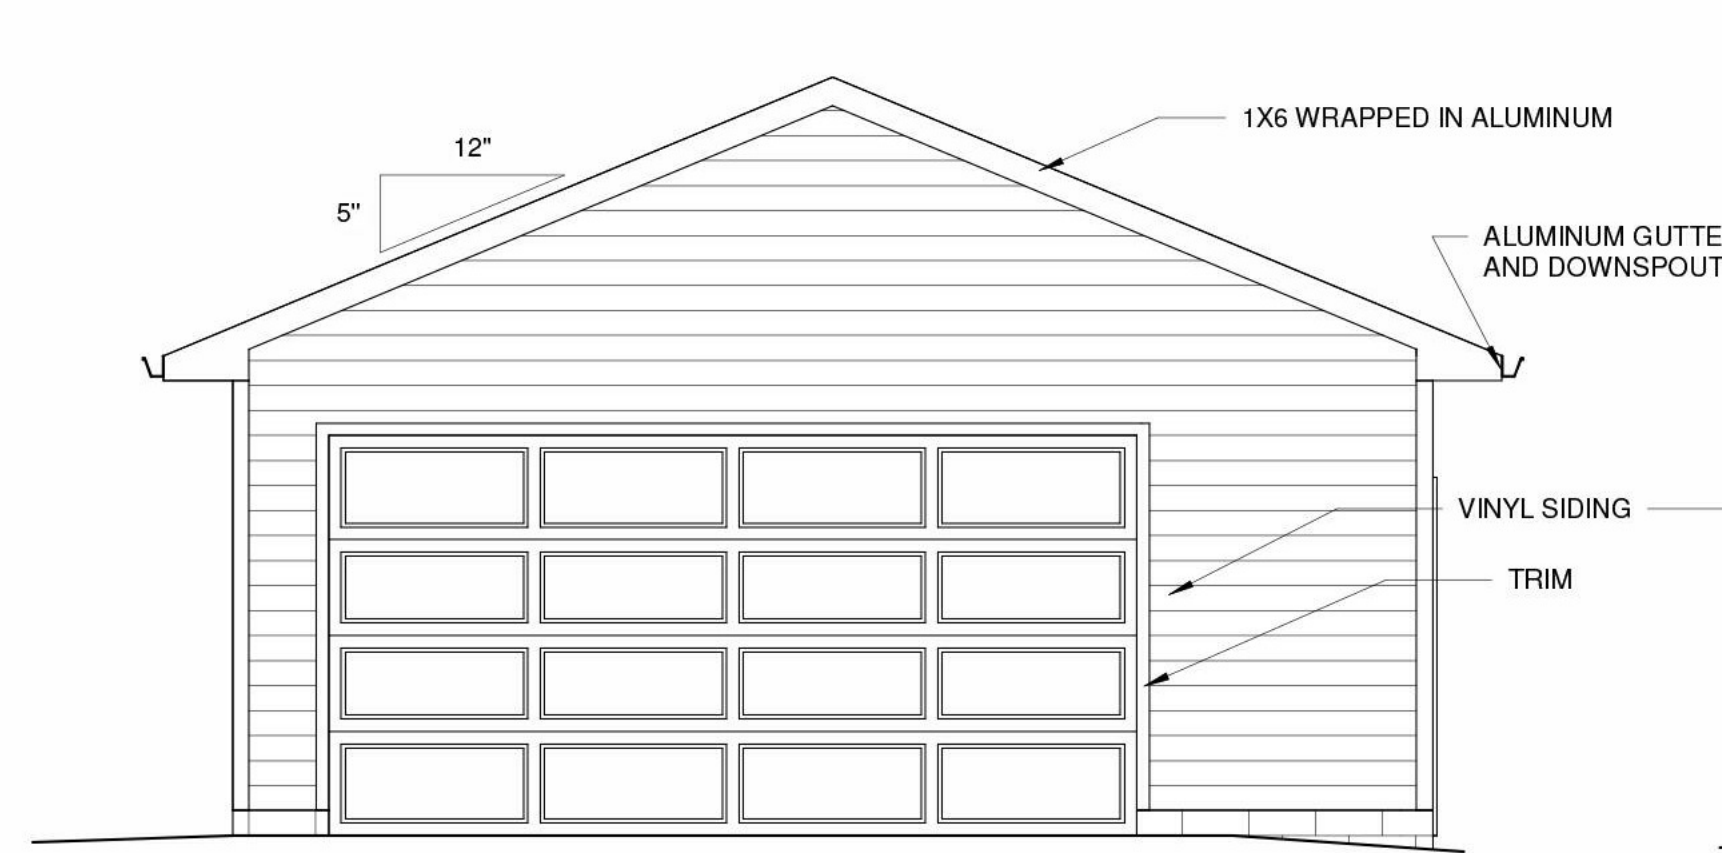 12"
5"
1X6 WRAPPED IN ALUMINUM
ALUMINUM GUTTE
AND DOWNSPOUT
VINYL SIDING
TRIM